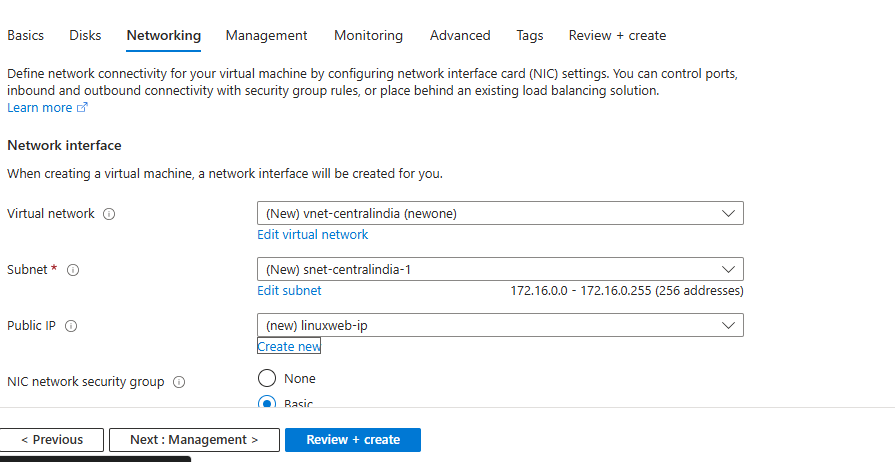 Basics Disks Networking Management Monitoring Advanced Tags Review + create
Define network connectivity for your virtual machine by configuring network interface card (NIC) settings. You can control ports,
inbound and outbound connectivity with security group rules, or place behind an existing load balancing solution.
Learn more
Network interface
When creating a virtual machine, a network interface will be created for you.
Virtual network (New) vnet-centralindia (newone)
Edit virtual network
Subnet * (New) snet-centralindia-1
Edit subnet 172.16.0.0 - 172.16.0.255 (256 addresses)
Public IP (new) linuxweb-ip
Create new
NIC network security group None
Basic
< Previous Next : Management > Review + create